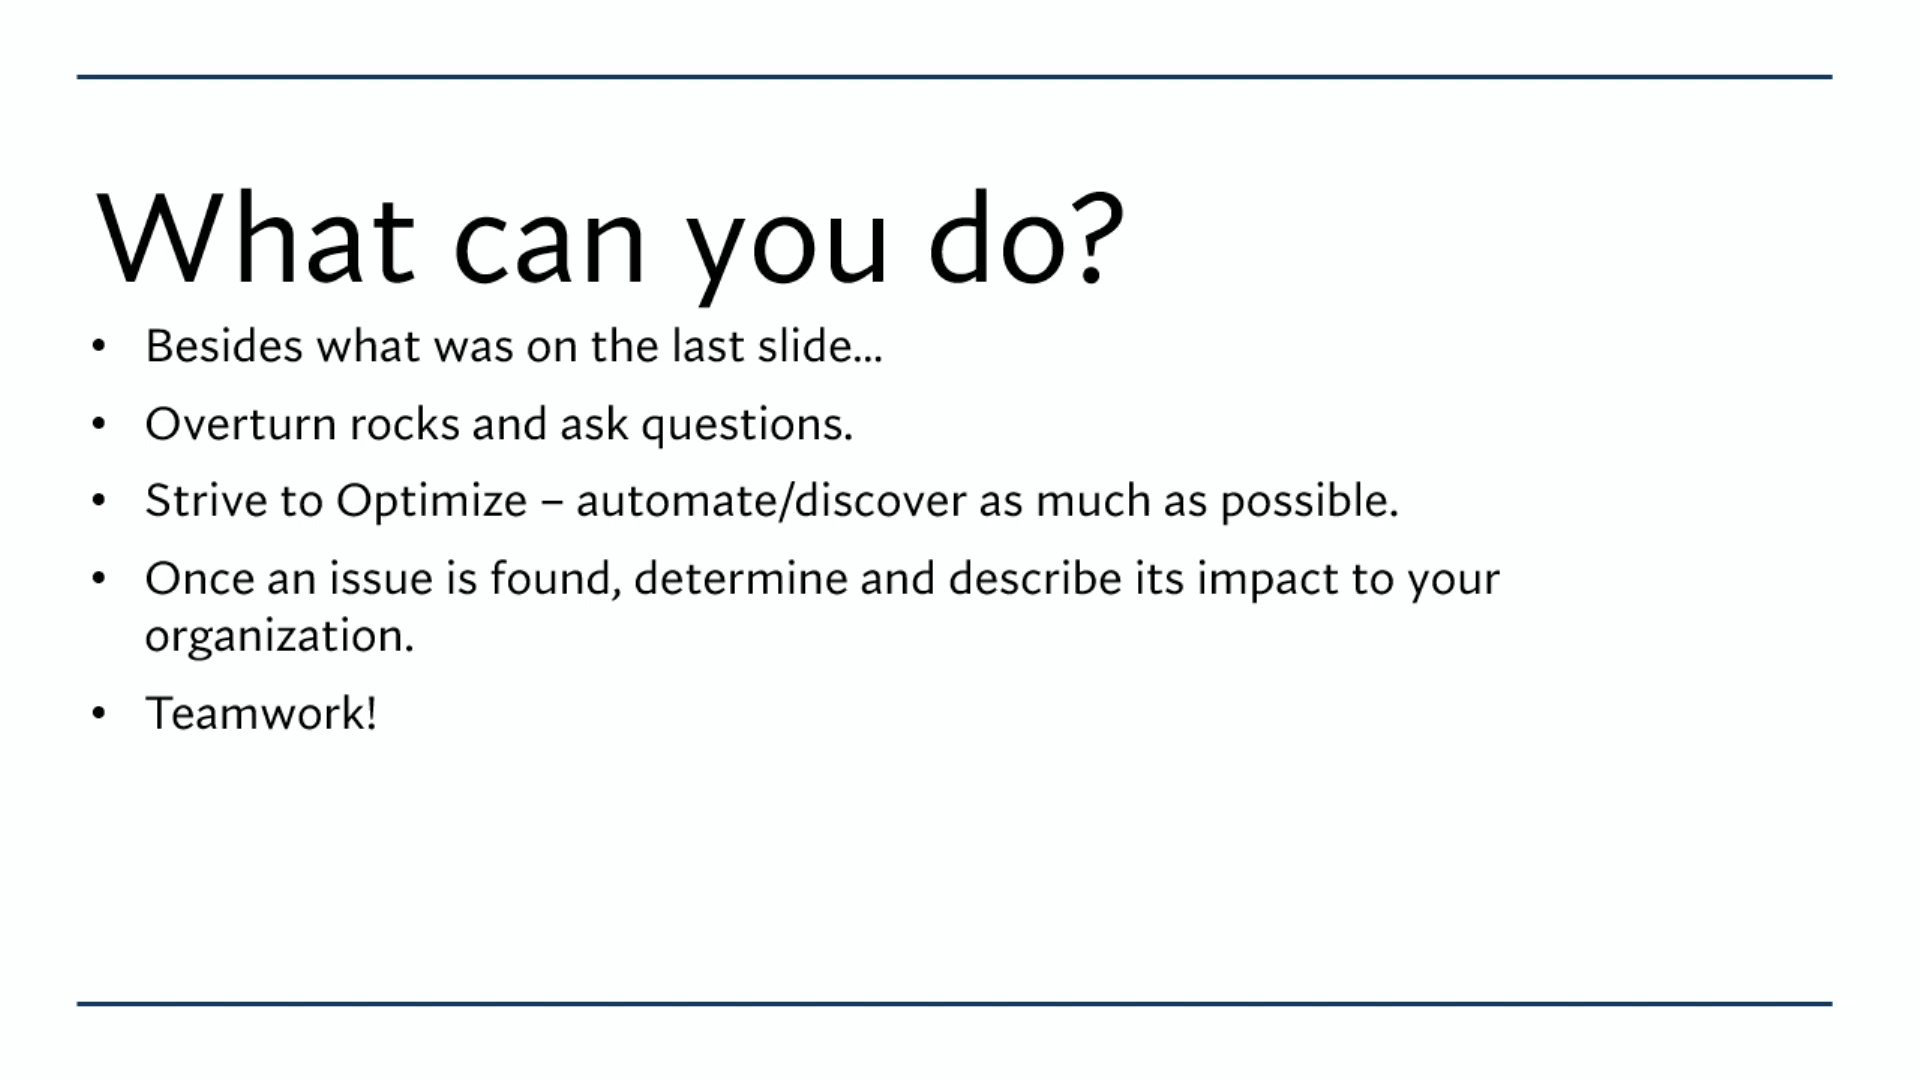 What can you do?
• Besides what was on the last slide...
• Overturn rocks and ask questions.
• Strive to Optimize – automate/discover as much as possible.
• Once an issue is found, determine and describe its impact to your
organization.
• Teamwork!